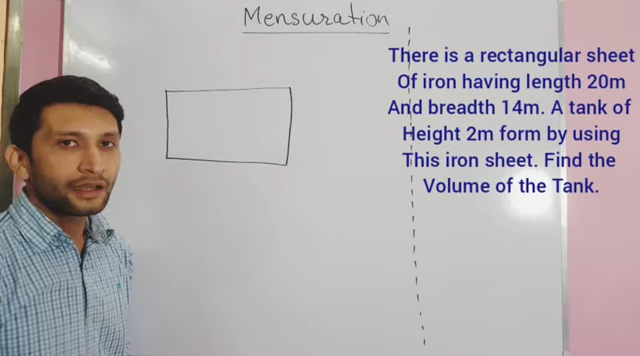 Mensuration
There is a rectangular sheet
Of iron having length 20m
And breadth 14m. A tank of
Height 2m form by using
This iron sheet. Find the
Volume of the Tank.